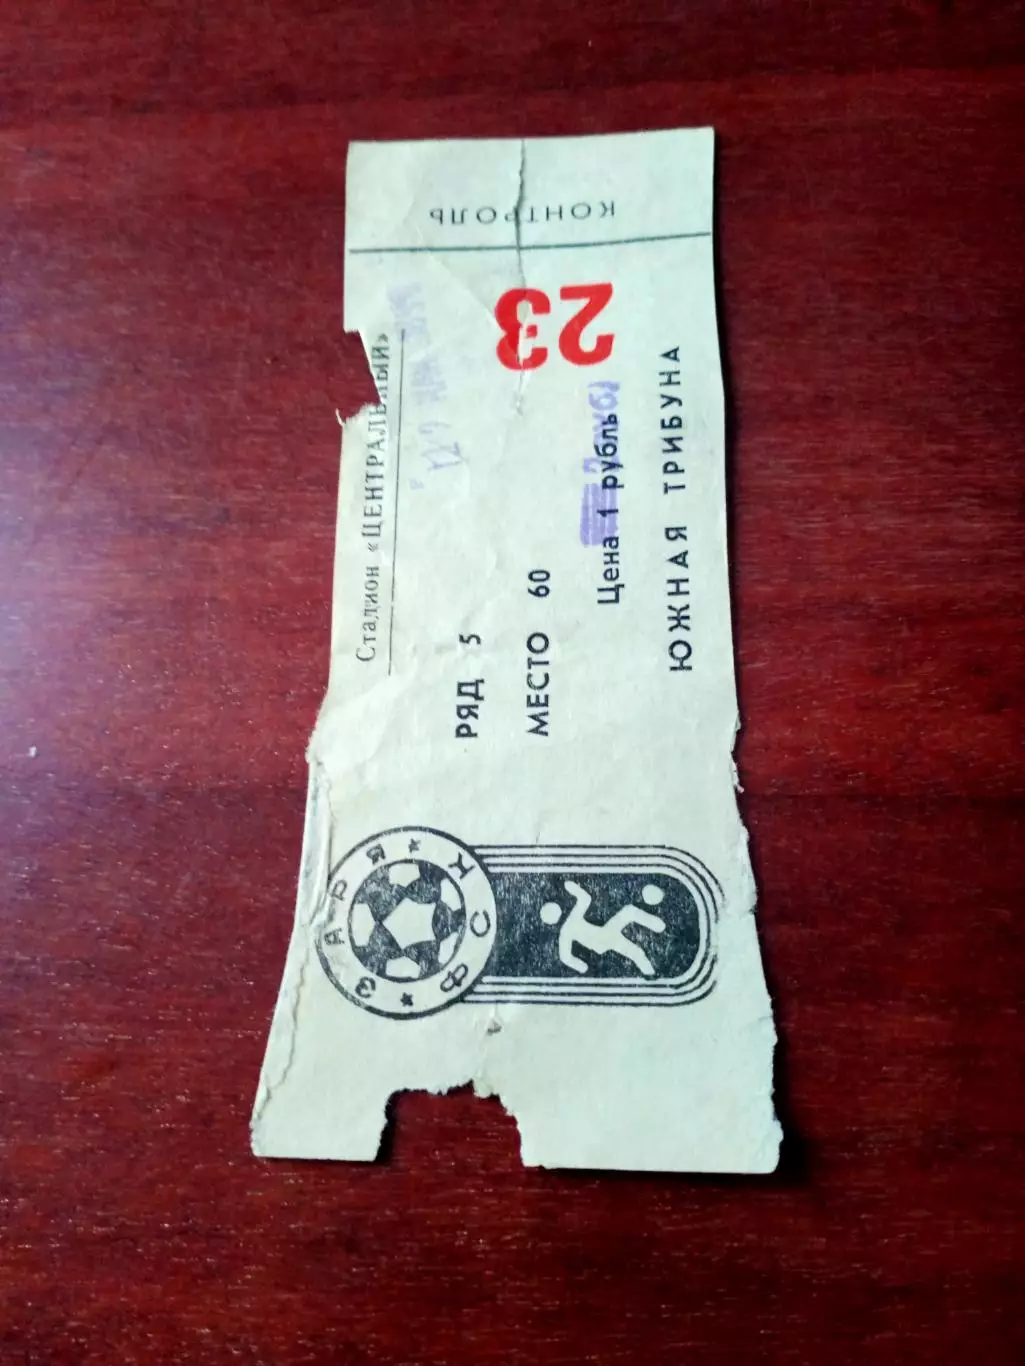 КОНТРОЛЬ
23
Стадион «ЦЕНТРАЛЬНЫЙ»
РЯД 5
МЕСТО 60
Цена 1 рубль
ЮЖНАЯ ТРИБУНА
ЗАРЯ ФСК